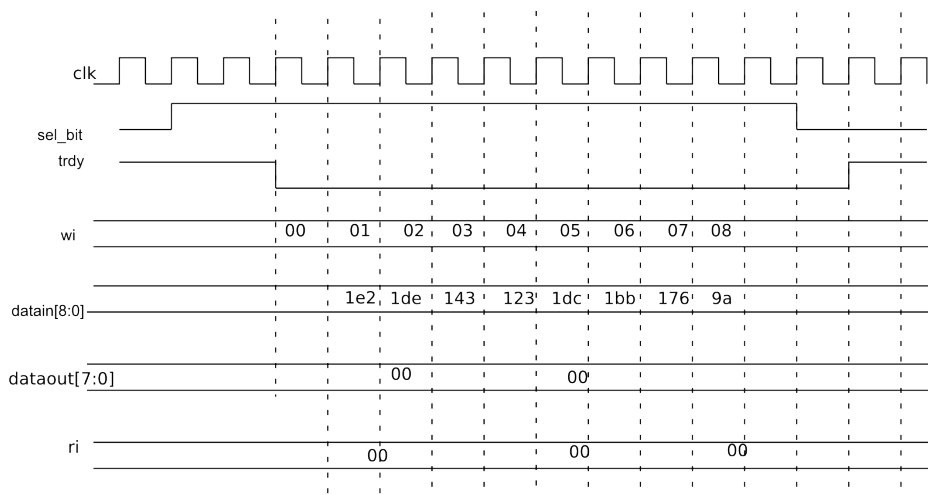 clk
sel_bit
trdy
wi 00 01 02 03 04 05 06 07 08
datain[8:0] 1e2 1de 143 123 1dc 1bb 176 9a
dataout[7:0] 00 00
ri 00 00 00